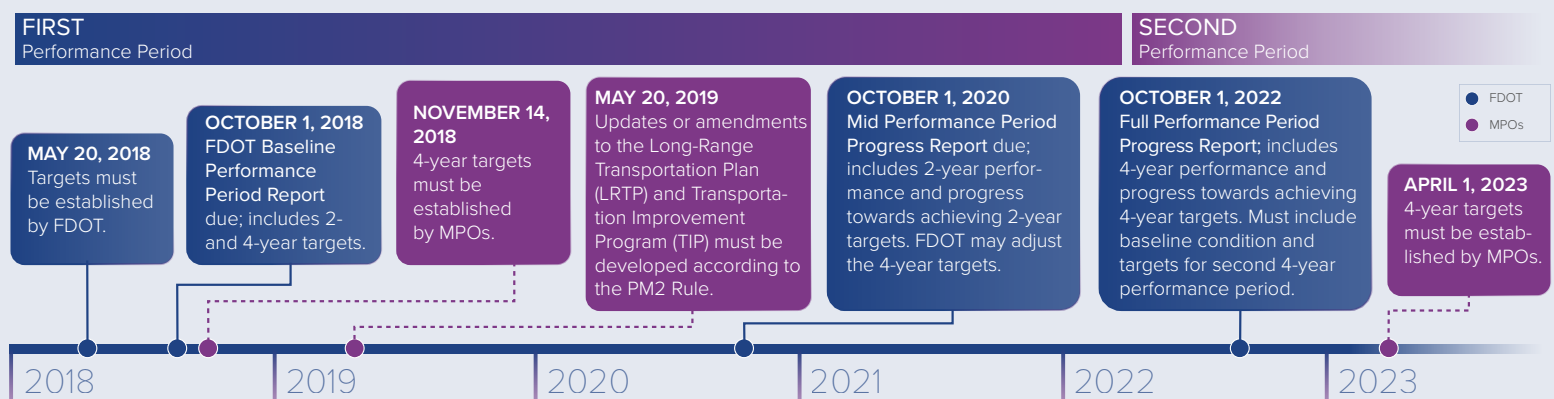 FIRST
Performance Period
SECOND
Performance Period
MAY 20, 2018
Targets must
be established
by FDOT.
OCTOBER 1, 2018
FDOT Baseline
Performance
Period Report
due; includes 2-
and 4-year targets.
NOVEMBER 14,
2018
4-year targets
must be
established
by MPOs.
MAY 20, 2019
Updates or amendments
to the Long-Range
Transportation Plan
(LRTP) and Transporta-
tion Improvement
Program (TIP) must be
developed according to
the PM2 Rule.
OCTOBER 1, 2020
Mid Performance Period
Progress Report due;
includes 2-year perfor-
mance and progress
towards achieving 2-year
targets. FDOT may adjust
the 4-year targets.
OCTOBER 1, 2022
Full Performance Period
Progress Report; includes
4-year performance and
progress towards achieving
4-year targets. Must include
baseline condition and
targets for second 4-year
performance period.
FDOT
MPOs
APRIL 1, 2023
4-year targets
must be estab-
lished by MPOs.
2018
2019
2020
2021
2022
2023